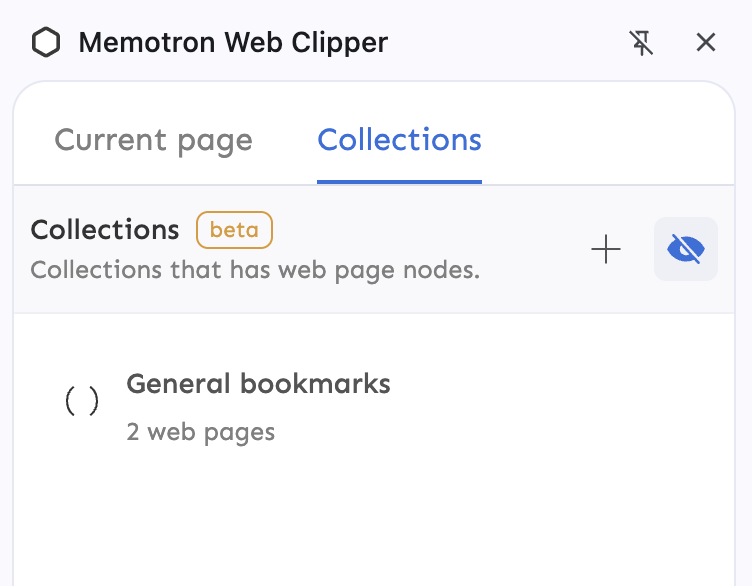 Memotron Web Clipper
Current page
Collections
Collections
beta
Collections that has web page nodes.
( )
General bookmarks
2 web pages